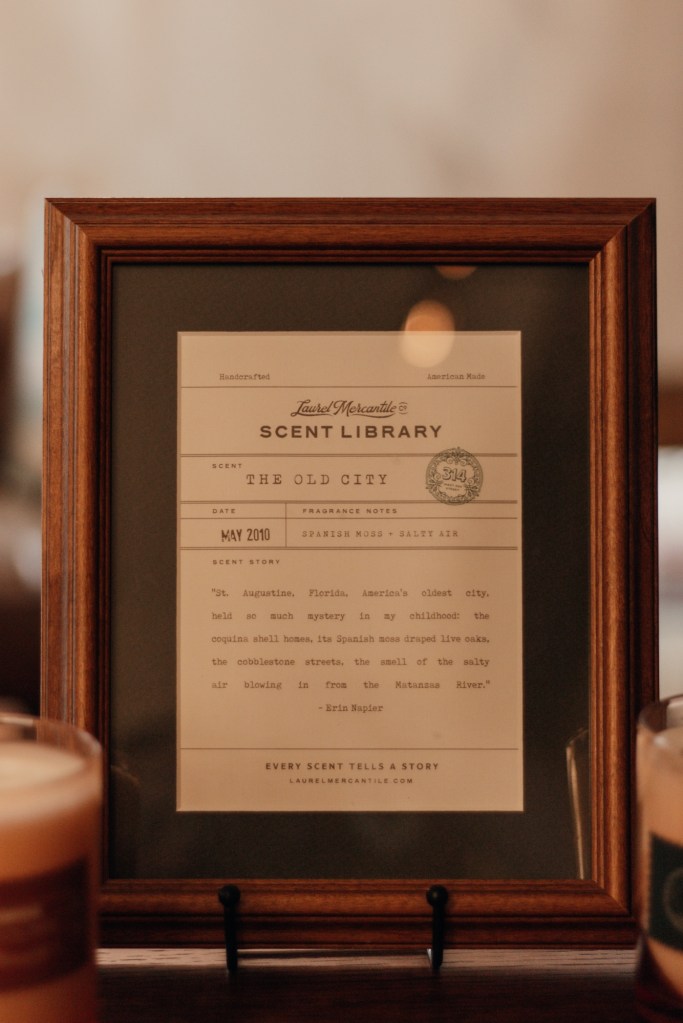 Handcrafted American Made
Laurel Mercantile Co
SCENT LIBRARY
SCENT
THE OLD CITY
314
DATE FRAGRANCE NOTES
MAY 2010 SPANISH MOSS + SALTY AIR
SCENT STORY
"St. Augustine, Florida, America's oldest city,
held so much mystery in my childhood: the
coquina shell homes, its Spanish moss draped live oaks,
the cobblestone streets, the smell of the salty
air blowing in from the Matanzas River."
- Erin Napier
EVERY SCENT TELLS A STORY
LAURELMERCANTILE.COM